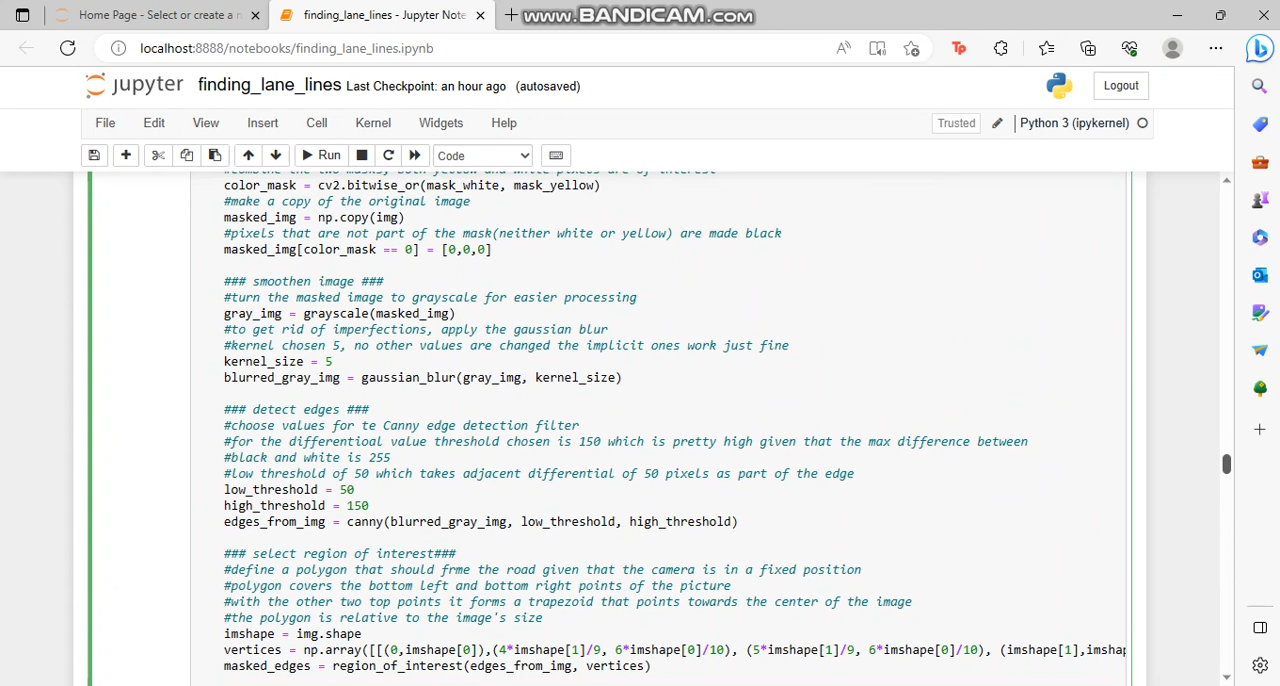 Home Page - Select or create a n
finding_lane_lines - Jupyter Note
www.BANDICAM.com
localhost:8888/notebooks/finding_lane_lines.ipynb
jupyter finding_lane_lines Last Checkpoint: an hour ago (autosaved)
Logout
File Edit View Insert Cell Kernel Widgets Help
Trusted Python 3 (ipykernel)
Run Code
#combine the two masks, both yellow and white pixels are of interest
color_mask = cv2.bitwise_or(mask_white, mask_yellow)
#make a copy of the original image
masked_img = np.copy(img)
#pixels that are not part of the mask(neither white or yellow) are made black
masked_img[color_mask == 0] = [0,0,0]
### smoothen image ###
#turn the masked image to grayscale for easier processing
gray_img = grayscale(masked_img)
#to get rid of imperfections, apply the gaussian blur
#kernel chosen 5, no other values are changed the implicit ones work just fine
kernel_size = 5
blurred_gray_img = gaussian_blur(gray_img, kernel_size)
### detect edges ###
#choose values for te Canny edge detection filter
#for the differentioal value threshold chosen is 150 which is pretty high given that the max difference between
#black and white is 255
#low threshold of 50 which takes adjacent differential of 50 pixels as part of the edge
low_threshold = 50
high_threshold = 150
edges_from_img = canny(blurred_gray_img, low_threshold, high_threshold)
### select region of interest###
#define a polygon that should frme the road given that the camera is in a fixed position
#polygon covers the bottom left and bottom right points of the picture
#with the other two top points it forms a trapezoid that points towards the center of the image
#the polygon is relative to the image's size
imshape = img.shape
vertices = np.array([[(0,imshape[0]),(4*imshape[1]/9, 6*imshape[0]/10), (5*imshape[1]/9, 6*imshape[0]/10), (imshape[1],imshap
masked_edges = region_of_interest(edges_from_img, vertices)